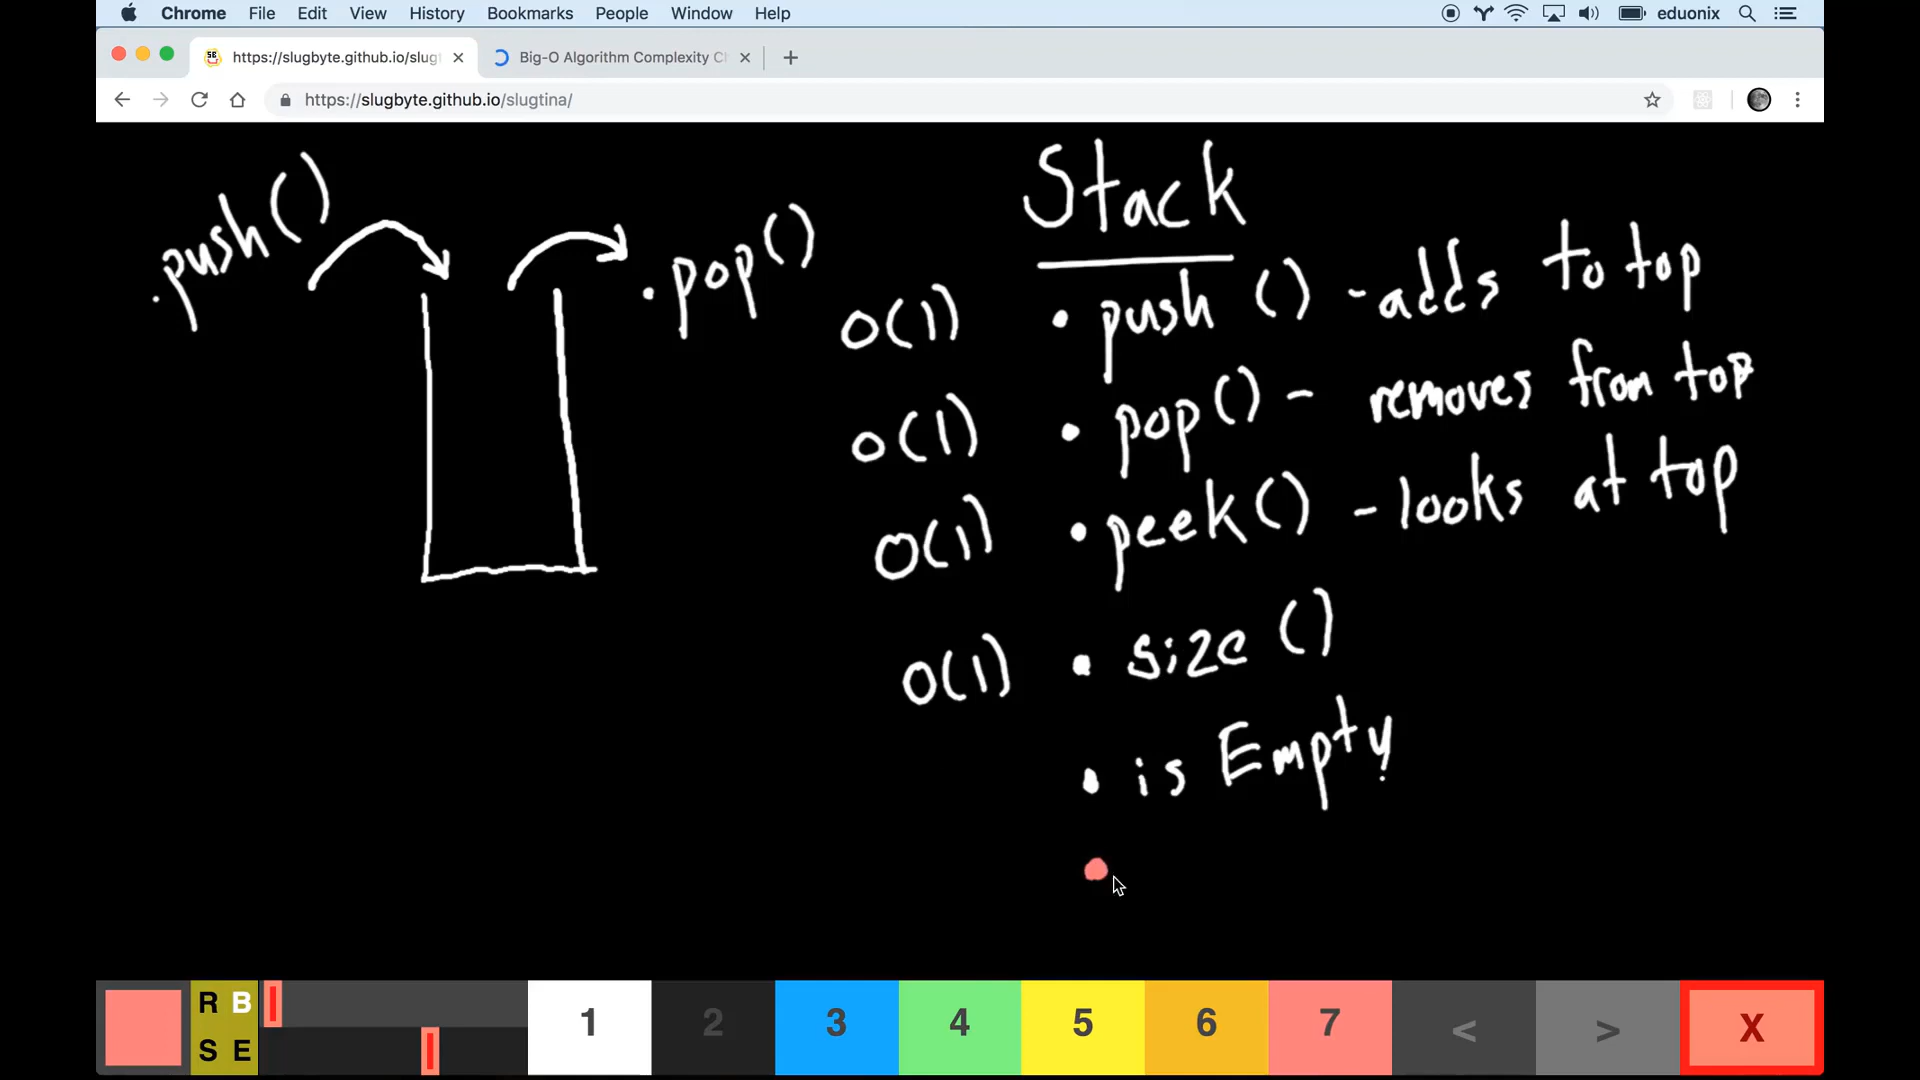 Chrome File Edit View History Bookmarks People Window Help eduonix
https://slugbyte.github.io/slugt Big-O Algorithm Complexity C
https://slugbyte.github.io/slugtina/
.push()
.pop()
Stack
O(1) • push() - adds to top
O(1) • pop() - removes from top
O(1) • peek() - looks at top
O(1) • size()
• is Empty
R B
S E
1 2 3 4 5 6 7 < > X